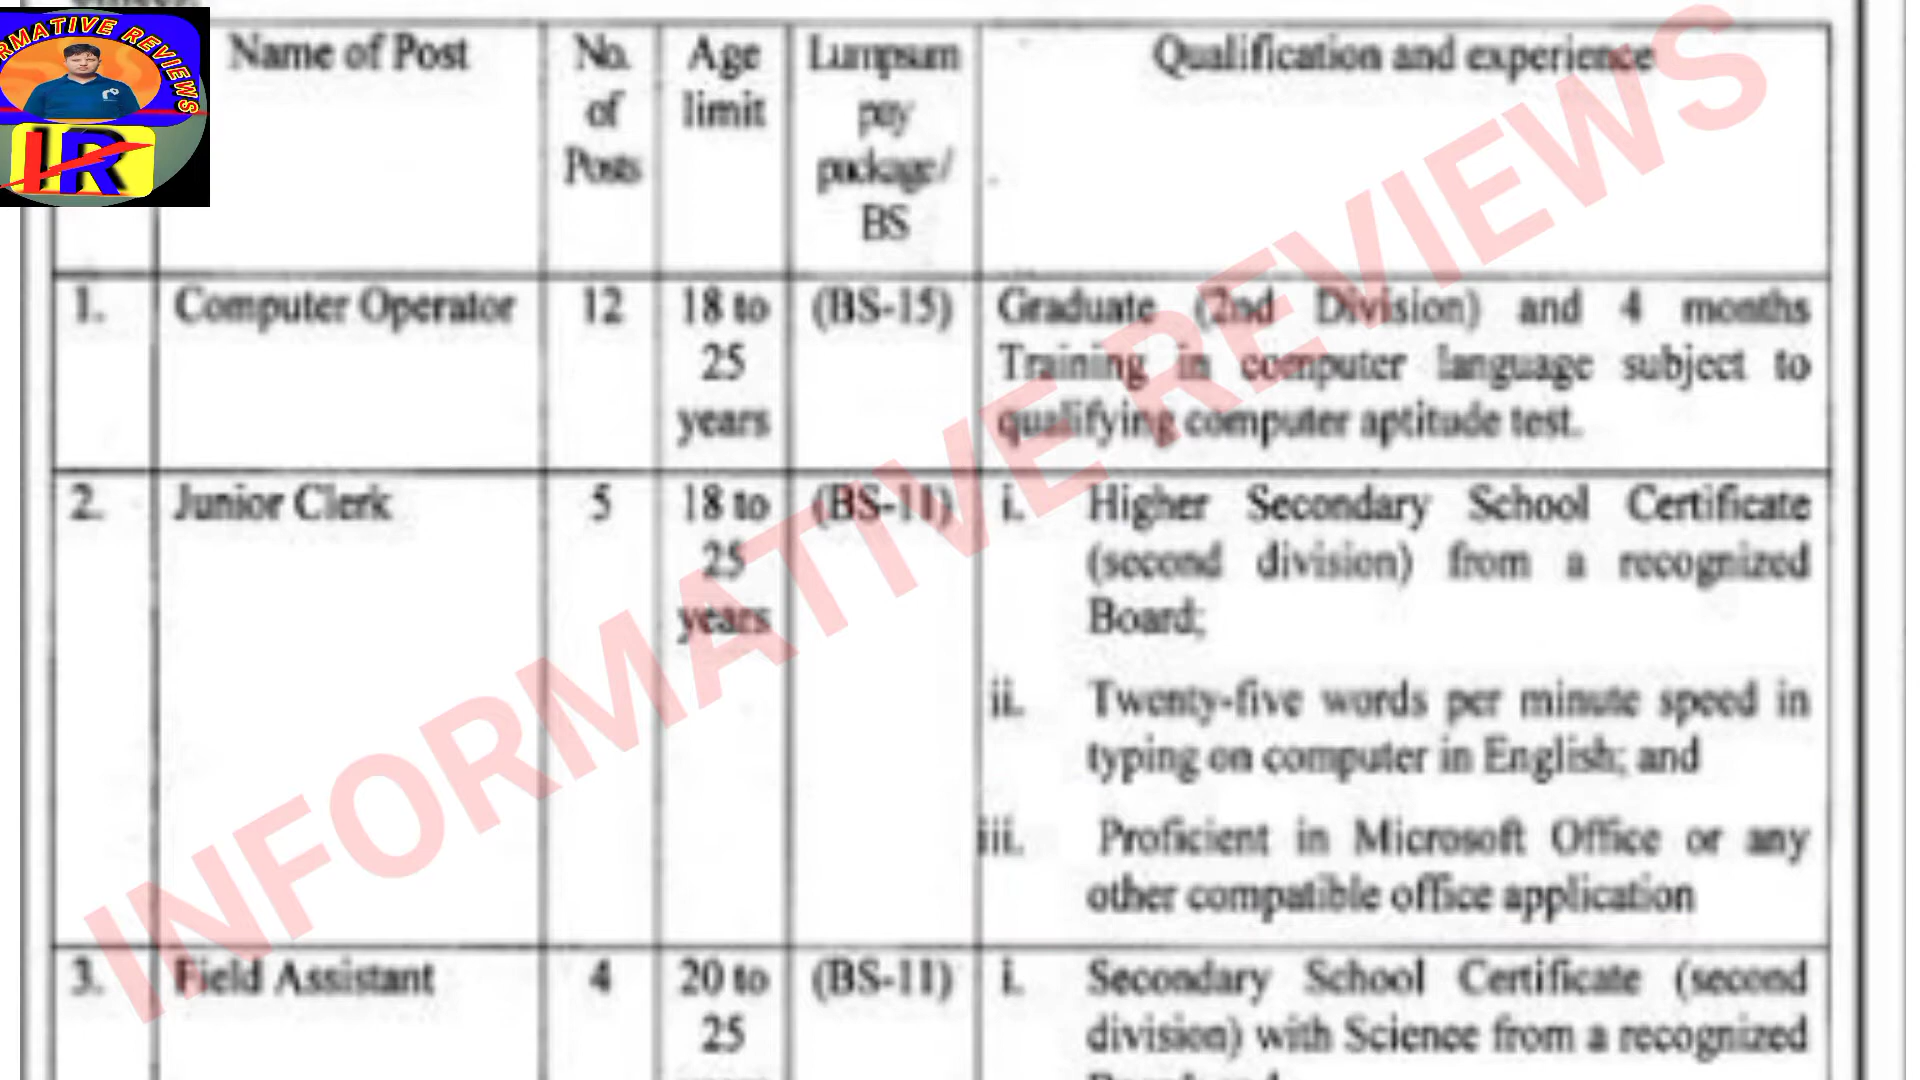 RMATIVE REVIEWS
IR
Name of Post
No.
of
Posts
Age
limit
Lumpsum
pay
package/
BS
Qualification and experience
1.
Computer Operator
12
18 to
25
years
(BS-15)
Graduate (2nd Division) and 4 months
Training in computer language subject to
qualifying computer aptitude test.
2.
Junior Clerk
5
18 to
25
years
(BS-11)
i. Higher Secondary School Certificate
(second division) from a recognized
Board;
ii. Twenty-five words per minute speed in
typing on computer in English; and
iii. Proficient in Microsoft Office or any
other compatible office application
3.
Field Assistant
4
20 to
25
(BS-11)
i. Secondary School Certificate (second
division) with Science from a recognized
INFORMATIVE REVIEWS